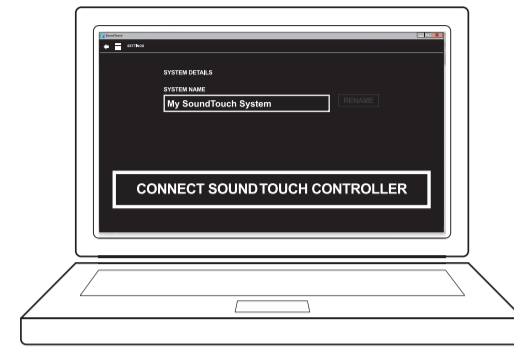 SoundTouch
SETTINGS
SYSTEM DETAILS
SYSTEM NAME
My SoundTouch System
RENAME
CONNECT SOUNDTOUCH CONTROLLER